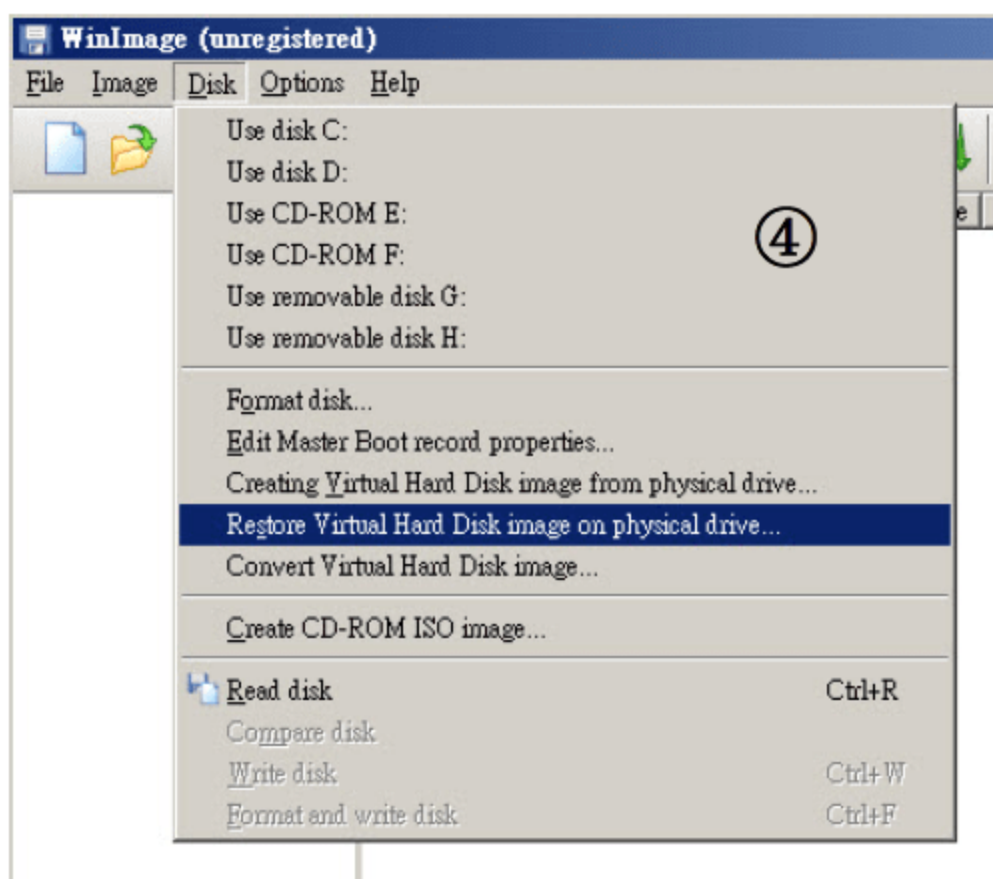 WinImage (unregistered)
File Image Disk Options Help
Use disk C:
Use disk D:
Use CD-ROM E:
④
Use CD-ROM F:
Use removable disk G:
Use removable disk H:
Format disk...
Edit Master Boot record properties...
Creating Virtual Hard Disk image from physical drive...
Restore Virtual Hard Disk image on physical drive...
Convert Virtual Hard Disk image...
Create CD-ROM ISO image...
Read disk Ctrl+R
Compare disk
Write disk Ctrl+W
Format and write disk Ctrl+F